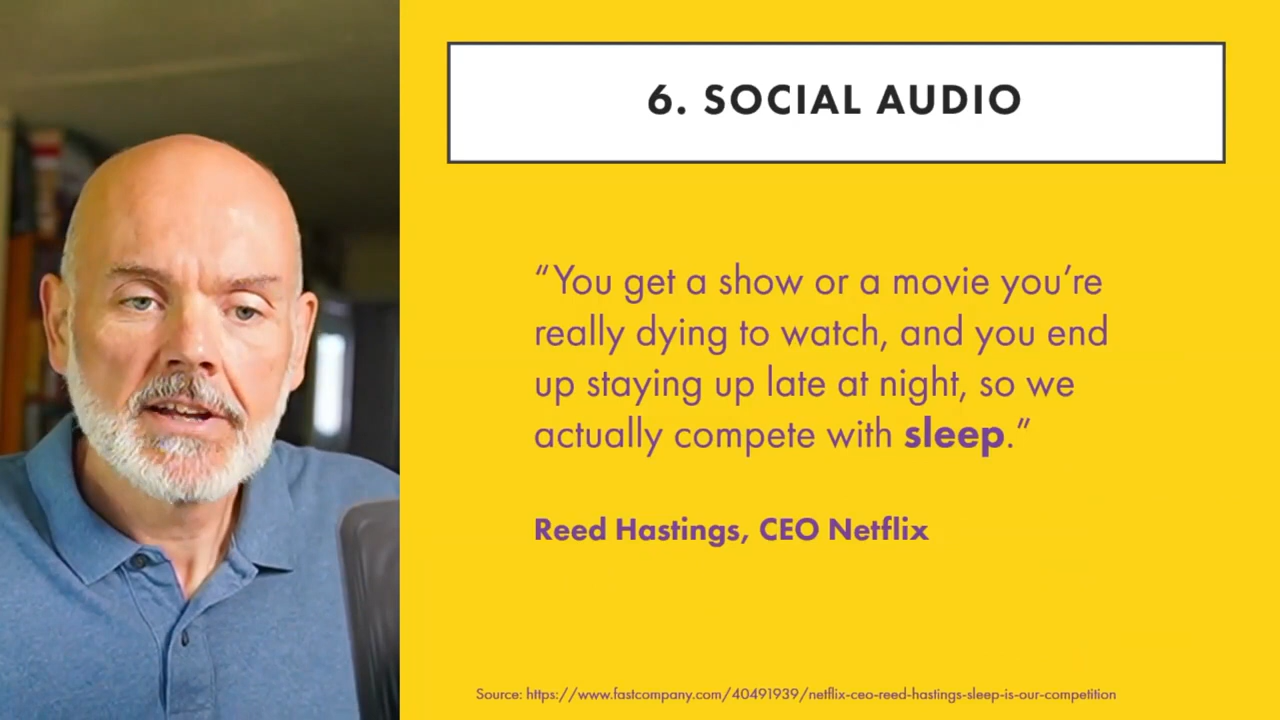 6. SOCIAL AUDIO
“You get a show or a movie you’re
really dying to watch, and you end
up staying up late at night, so we
actually compete with sleep.”
Reed Hastings, CEO Netflix
Source: https://www.fastcompany.com/40491939/netflix-ceo-reed-hastings-sleep-is-our-competition